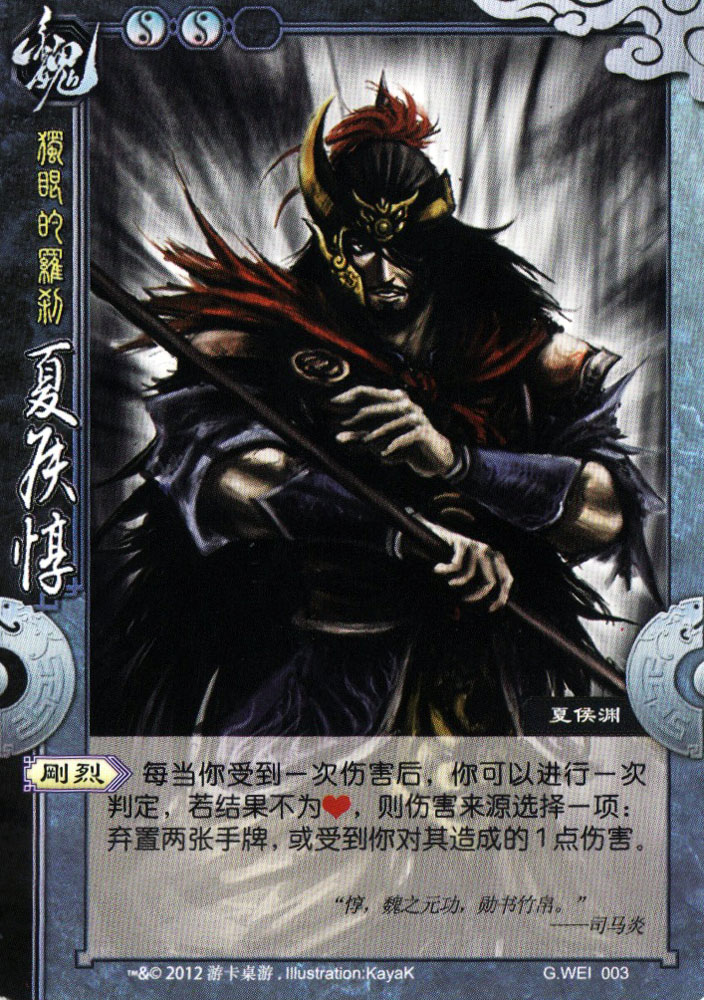 魏
獨眼的羅刹
夏侯惇
夏侯渊
剛烈
每当你受到一次伤害后，你可以进行一次
判定，若结果不为❤，则伤害来源选择一项：
弃置两张手牌，或受到你对其造成的1点伤害。
“惇，魏之元功，勋书竹帛。”
——司马炎
™&© 2012 游卡桌游 . Illustration:KayaK
G.WEI 003